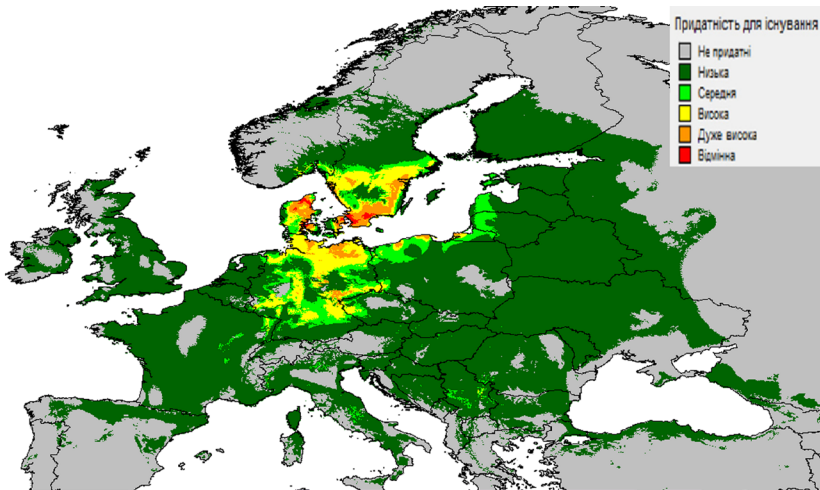 Придатність для існування
Не придатні
Низька
Середня
Висока
Дуже висока
Відмінна